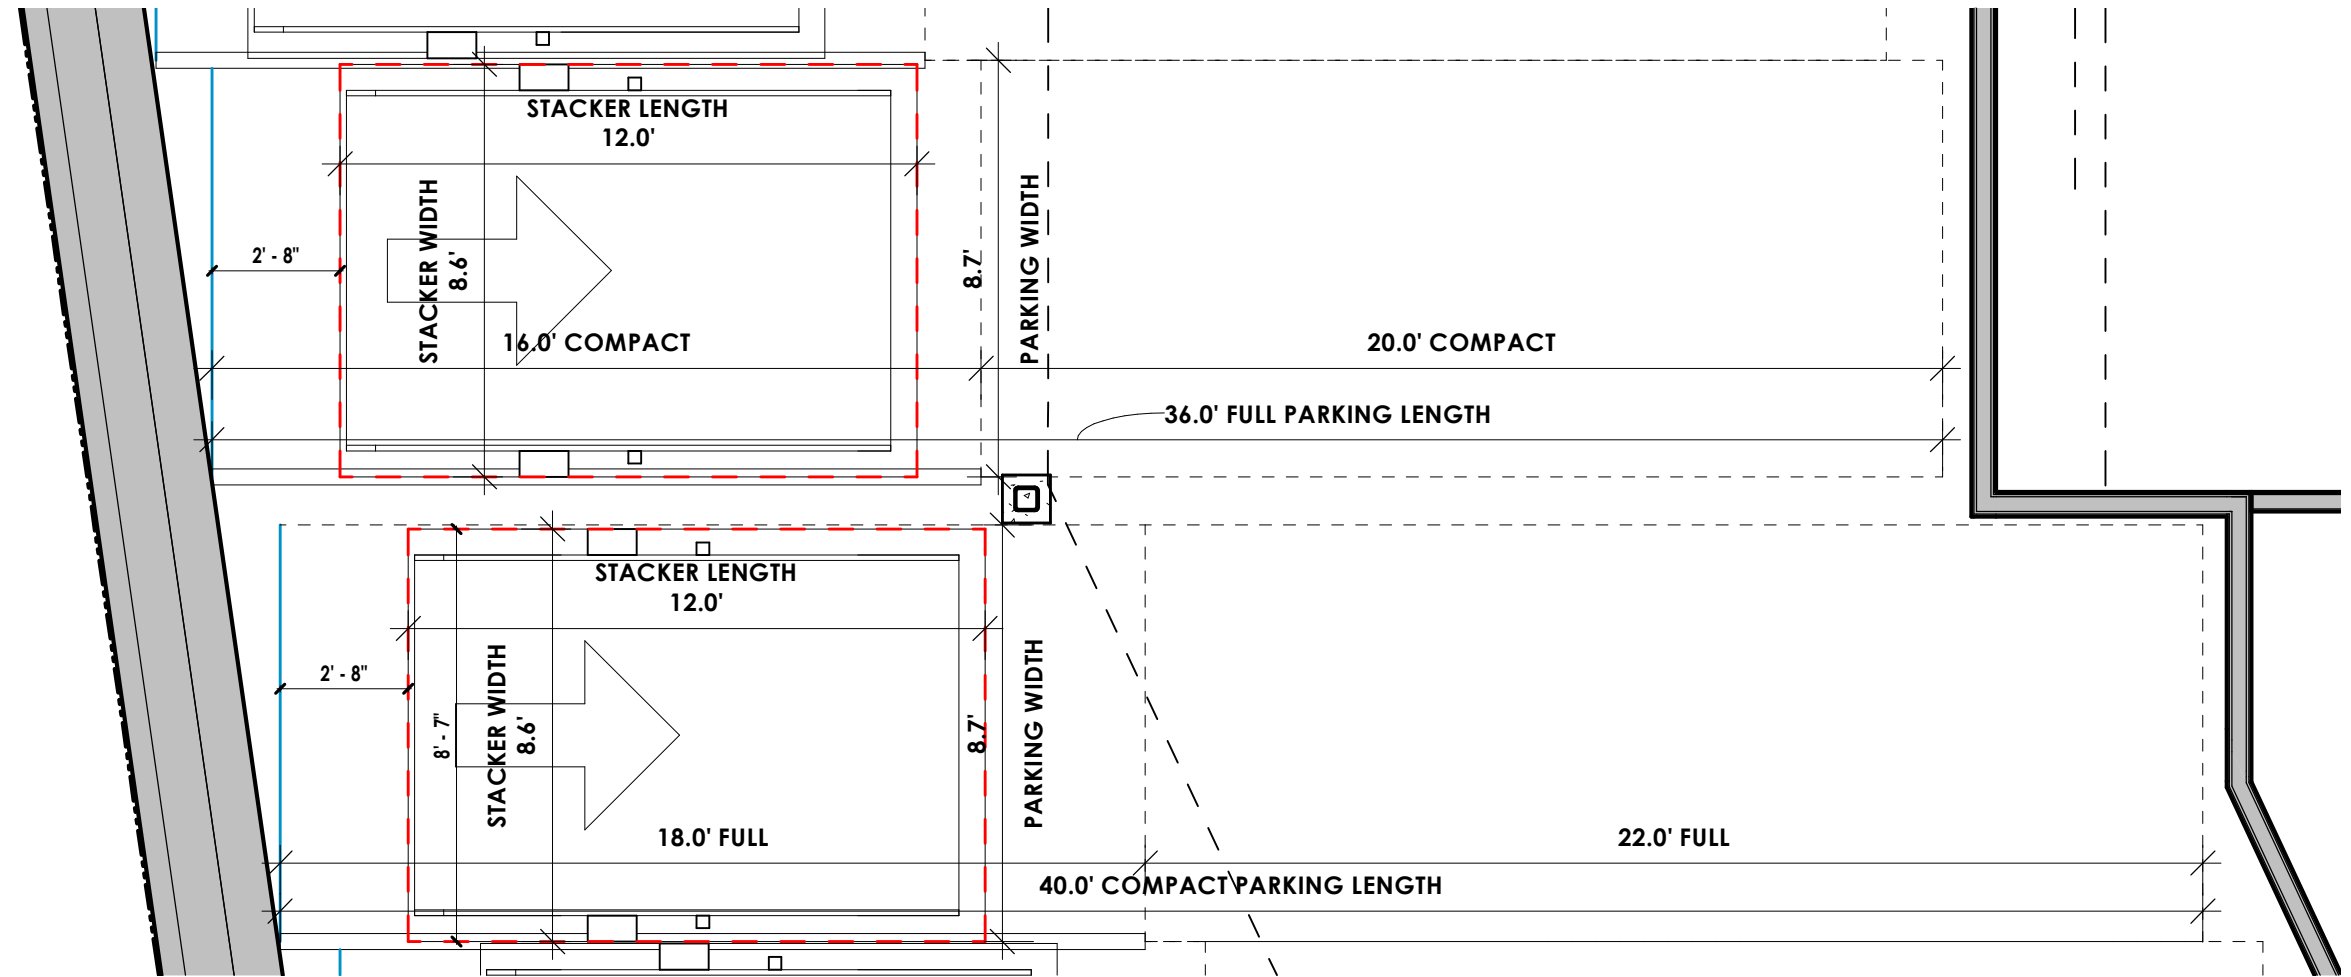 STACKER LENGTH
12.0'
STACKER WIDTH
8.6'
2' - 8"
8.7'
PARKING WIDTH
16.0' COMPACT
20.0' COMPACT
36.0' FULL PARKING LENGTH
STACKER LENGTH
12.0'
2' - 8"
8' - 7"
STACKER WIDTH
8.6'
8.7'
PARKING WIDTH
18.0' FULL
22.0' FULL
40.0' COMPACT PARKING LENGTH